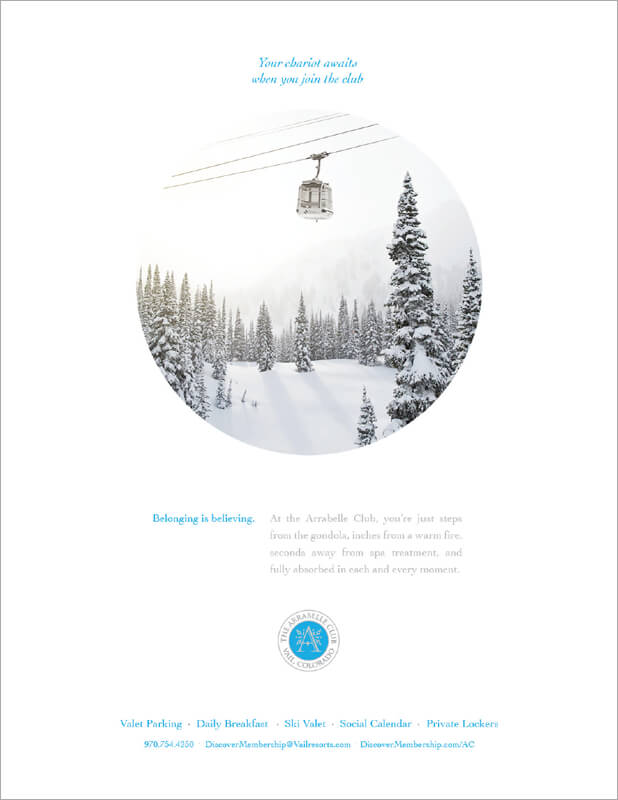 Your chariot awaits
when you join the club
Belonging is believing.
At the Arrabelle Club, you're just steps
from the gondola, inches from a warm fire,
seconds away from spa treatment, and
fully absorbed in each and every moment.
THE ARRABELLE CLUB
A
VAIL, COLORADO
Valet Parking · Daily Breakfast · Ski Valet · Social Calendar · Private Lockers
970.754.4250 · DiscoverMembership@Vailresorts.com · DiscoverMembership.com/AC